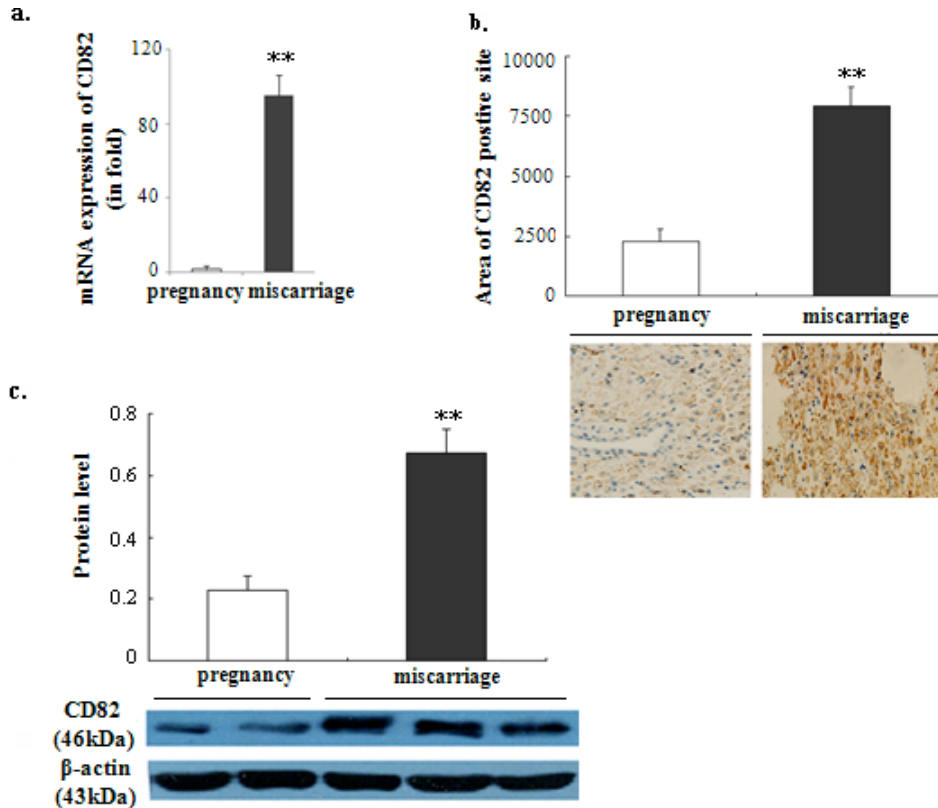 a.
mRNA expression of CD82
(in fold)
120
80
40
0
**
pregnancy miscarriage
b.
Area of CD82 postive site
10000
7500
5000
2500
0
**
pregnancy
miscarriage
c.
Protein level
0.8
0.6
0.4
0.2
0
**
pregnancy
miscarriage
CD82
(46kDa)
β-actin
(43kDa)